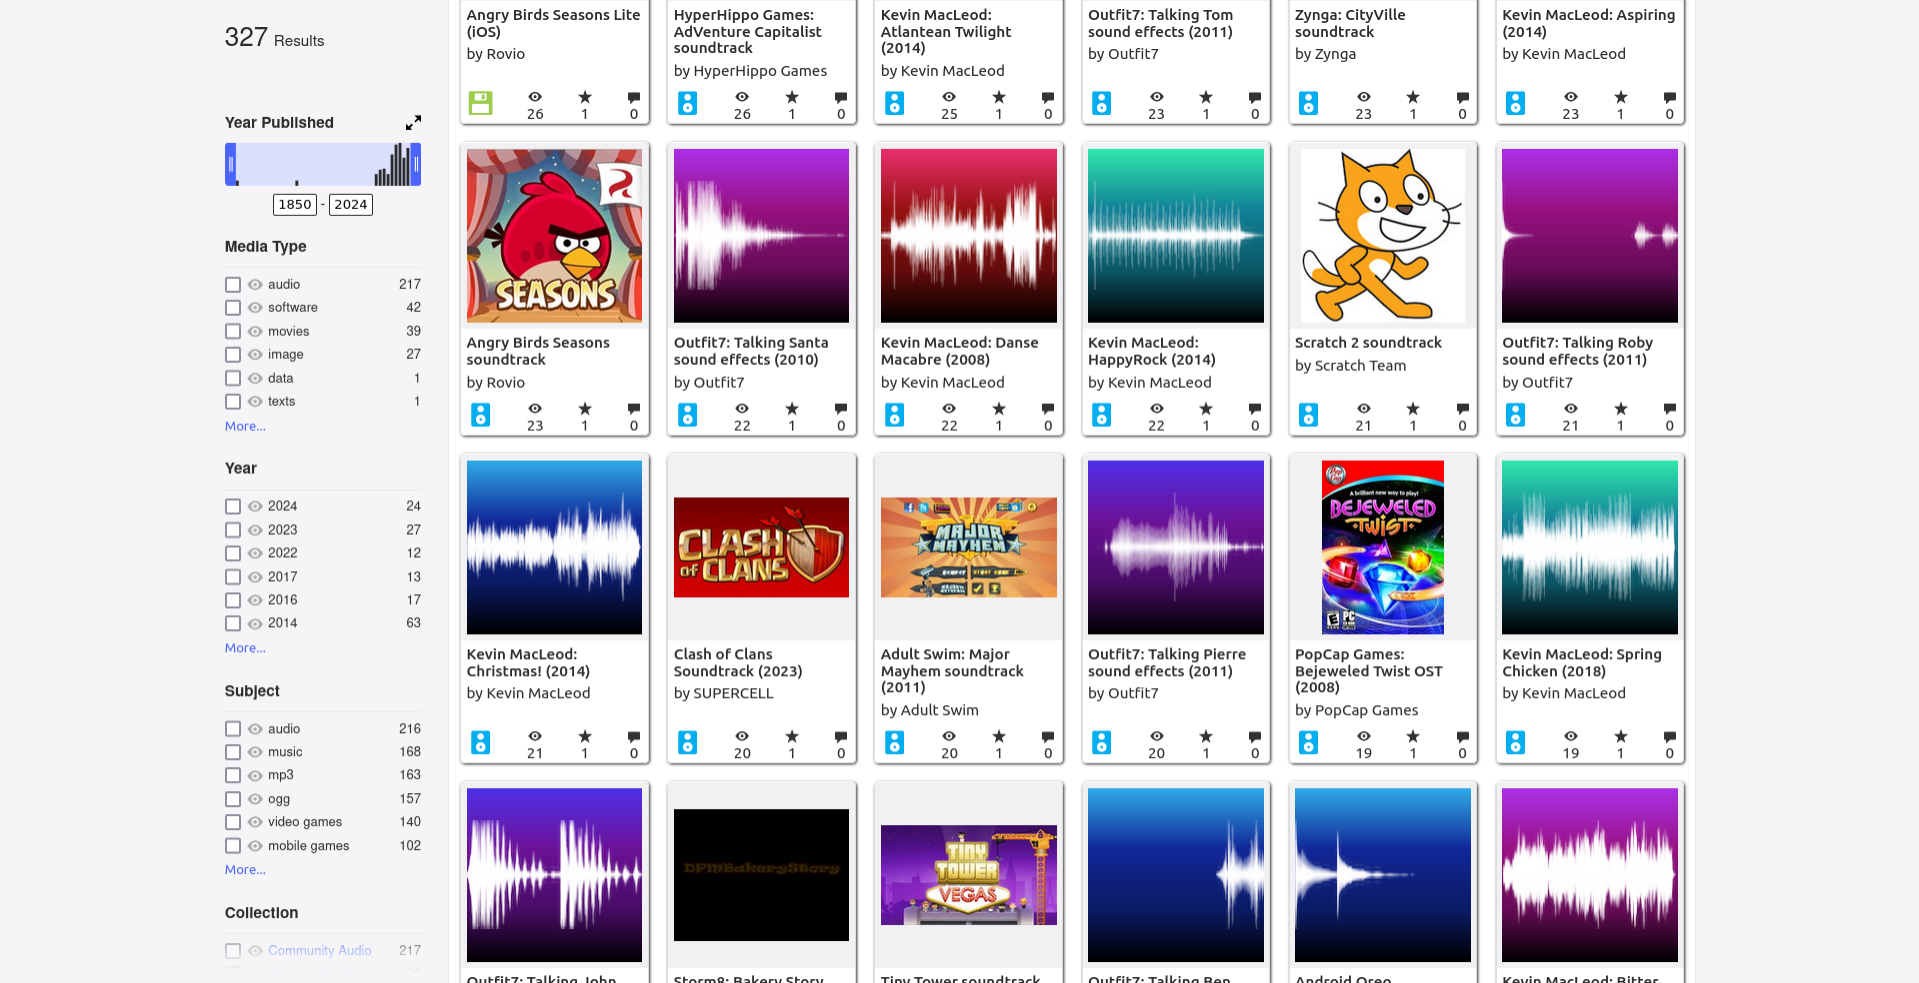 327 Results
Year Published
1850 - 2024
Media Type
audio 217
software 42
movies 39
image 27
data 1
texts 1
More...
Year
2024 24
2023 27
2022 12
2017 13
2016 17
2014 63
More...
Subject
audio 216
music 168
mp3 163
ogg 157
video games 140
mobile games 102
More...
Collection
Community Audio 217
Angry Birds Seasons Lite
(iOS)
by Rovio
26 1 0
HyperHippo Games:
AdVenture Capitalist
soundtrack
by HyperHippo Games
26 1 0
Kevin MacLeod:
Atlantean Twilight
(2014)
by Kevin MacLeod
25 1 0
Outfit7: Talking Tom
sound effects (2011)
by Outfit7
23 1 0
Zynga: CityVille
soundtrack
by Zynga
23 1 0
Kevin MacLeod: Aspiring
(2014)
by Kevin MacLeod
23 1 0
SEASONS
Angry Birds Seasons
soundtrack
by Rovio
23 1 0
Outfit7: Talking Santa
sound effects (2010)
by Outfit7
22 1 0
Kevin MacLeod: Danse
Macabre (2008)
by Kevin MacLeod
22 1 0
Kevin MacLeod:
HappyRock (2014)
by Kevin MacLeod
22 1 0
Scratch 2 soundtrack
by Scratch Team
21 1 0
Outfit7: Talking Roby
sound effects (2011)
by Outfit7
21 1 0
Kevin MacLeod:
Christmas! (2014)
by Kevin MacLeod
21 1 0
CLASH
OF CLANS
Clash of Clans
Soundtrack (2023)
by SUPERCELL
20 1 0
MAJOR
MAYHEM
Adult Swim: Major
Mayhem soundtrack
(2011)
by Adult Swim
20 1 0
Outfit7: Talking Pierre
sound effects (2011)
by Outfit7
20 1 0
PopCap
A brilliant new way to play!
BEJEWELED
TWIST
PC
PopCap Games:
Bejeweled Twist OST
(2008)
by PopCap Games
19 1 0
Kevin MacLeod: Spring
Chicken (2018)
by Kevin MacLeod
19 1 0
Outfit7: Talking John
DPMBakeryStory
Storm8: Bakery Story
TINY
TOWER
VEGAS
Tiny Tower soundtrack
Outfit7: Talking Ben
Android Oreo
Kevin MacLeod: Bitter